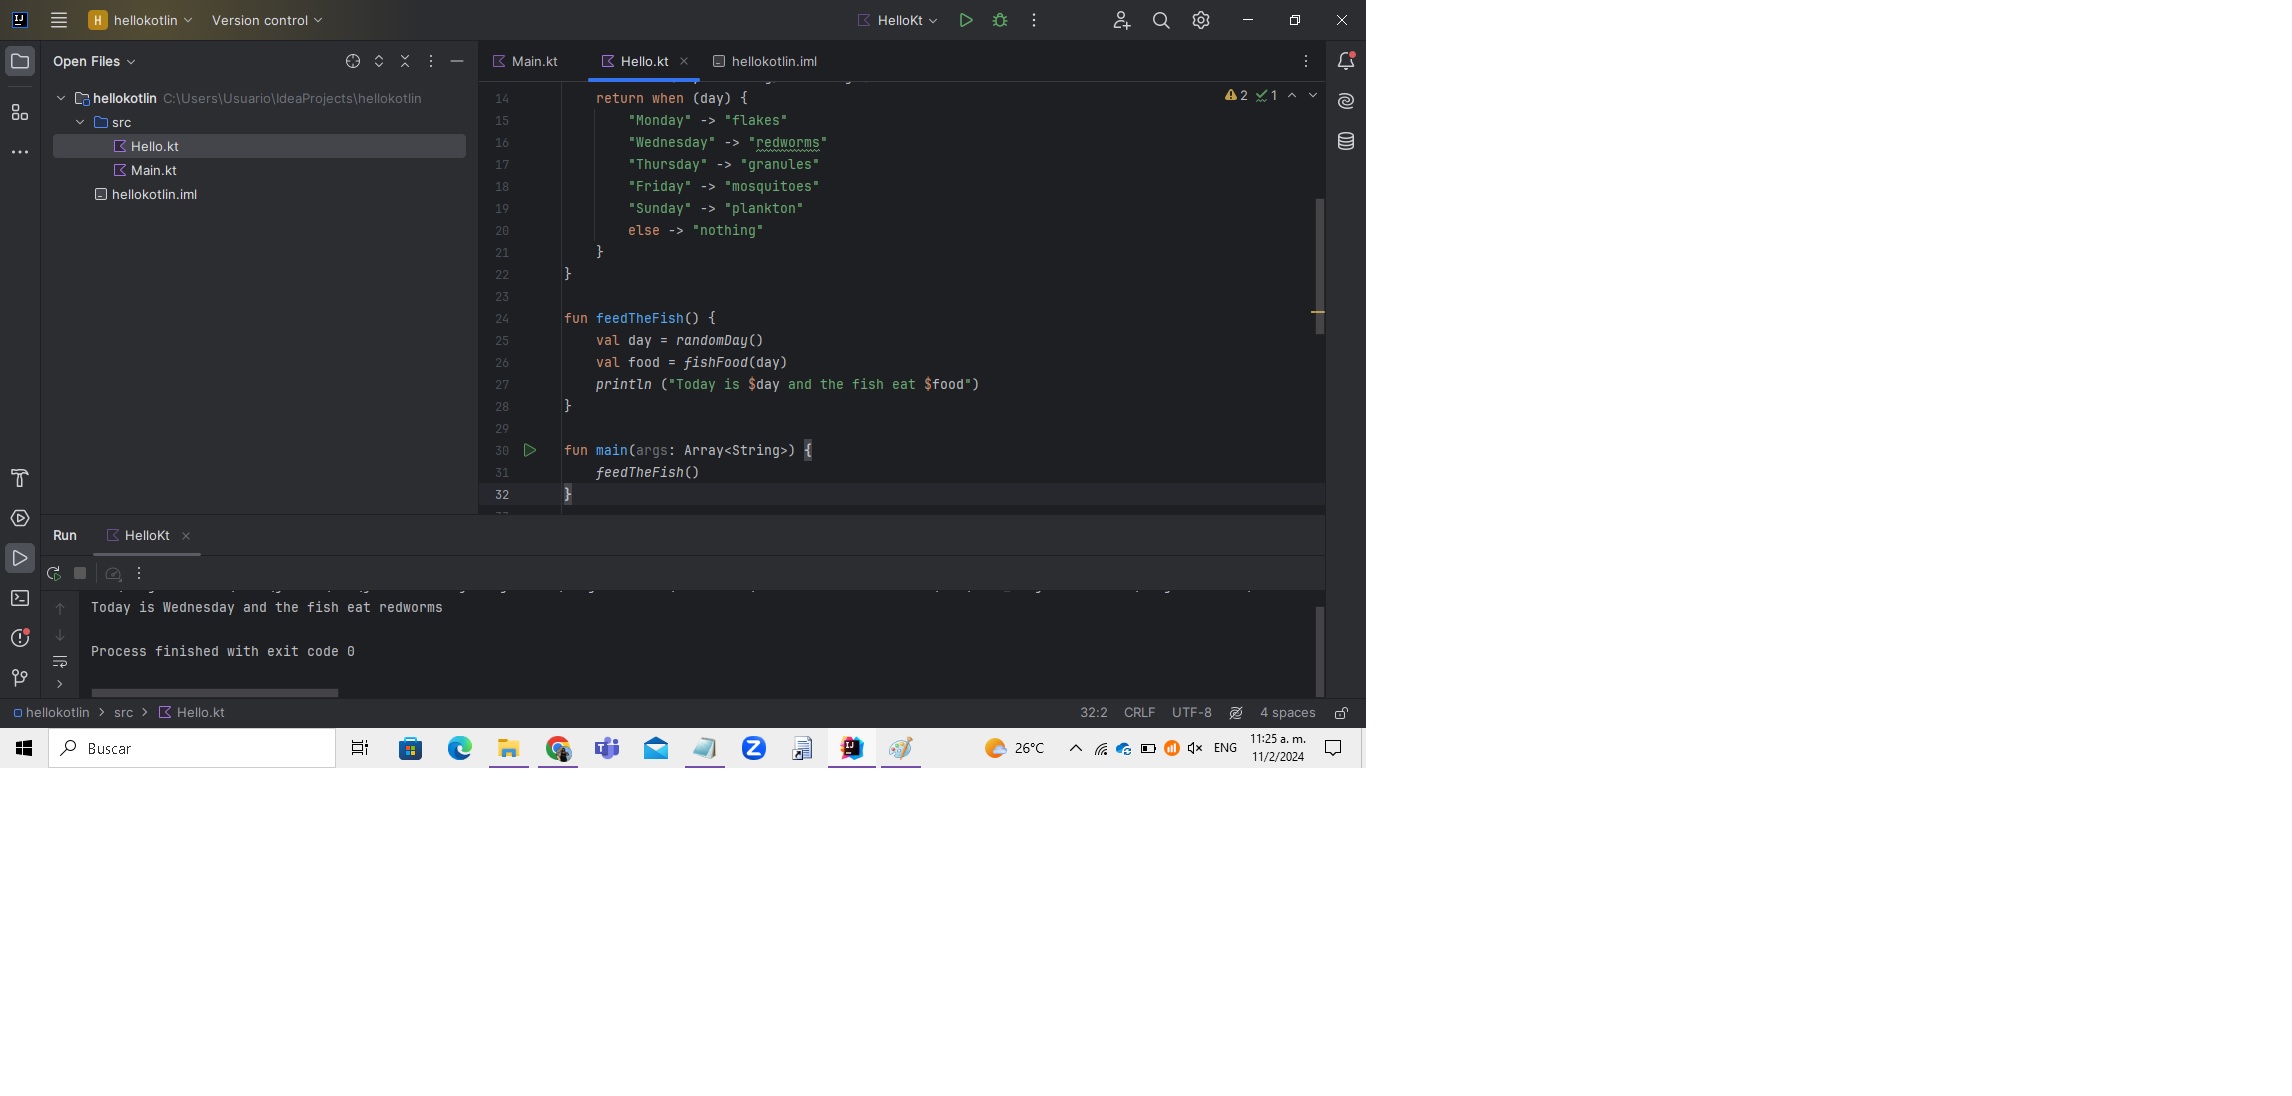 H hellokotlin Version control HelloKt
Open Files Main.kt Hello.kt hellokotlin.iml
hellokotlin C:\Users\Usuario\IdeaProjects\hellokotlin
src
Hello.kt
Main.kt
hellokotlin.iml
2 1
14 return when (day) {
15 "Monday" -> "flakes"
16 "Wednesday" -> "redworms"
17 "Thursday" -> "granules"
18 "Friday" -> "mosquitoes"
19 "Sunday" -> "plankton"
20 else -> "nothing"
21 }
22 }
23
24 fun feedTheFish() {
25 val day = randomDay()
26 val food = fishFood(day)
27 println ("Today is $day and the fish eat $food")
28 }
29
30 fun main(args: Array<String>) {
31 feedTheFish()
32 }
Run HelloKt
Today is Wednesday and the fish eat redworms
Process finished with exit code 0
hellokotlin > src > Hello.kt 32:2 CRLF UTF-8 4 spaces
Buscar 26°C ENG 11:25 a. m.
11/2/2024